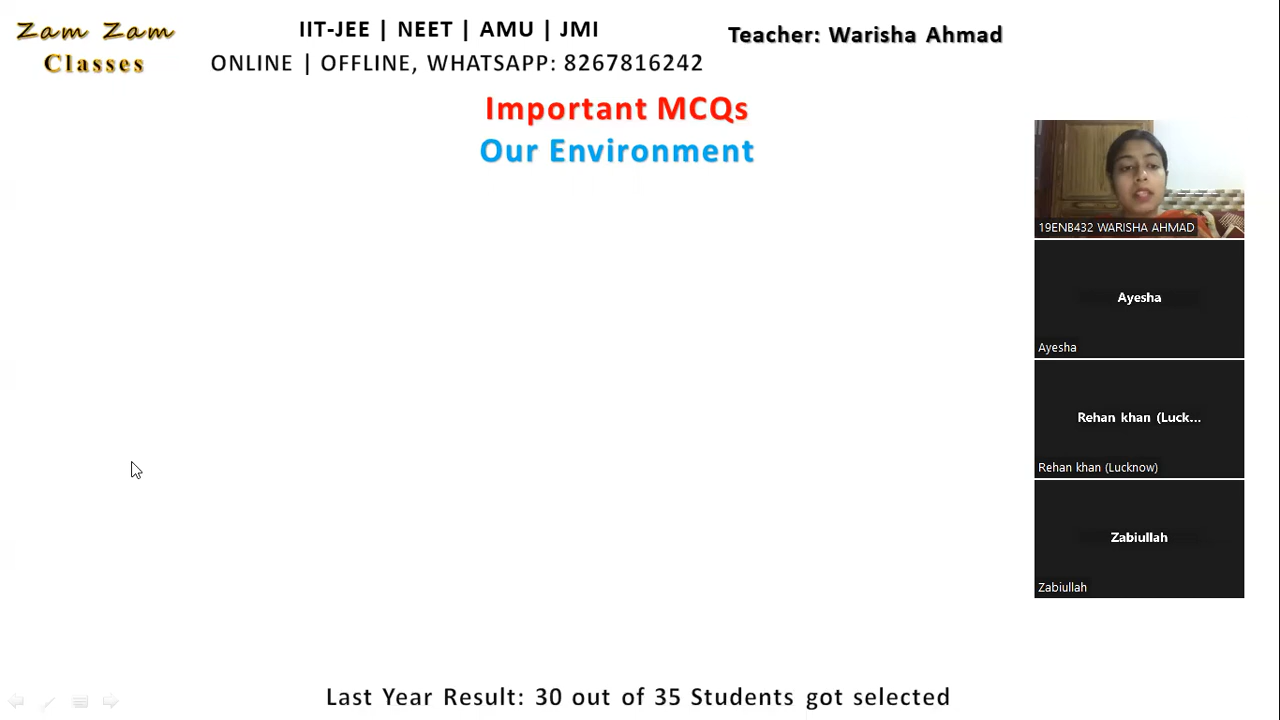 Zam Zam
Classes
IIT-JEE | NEET | AMU | JMI
ONLINE | OFFLINE, WHATSAPP: 8267816242
Teacher: Warisha Ahmad
Important MCQs
Our Environment
19ENB432 WARISHA AHMAD
Ayesha
Ayesha
Rehan khan (Luck...
Rehan khan (Lucknow)
Zabiullah
Zabiullah
Last Year Result: 30 out of 35 Students got selected